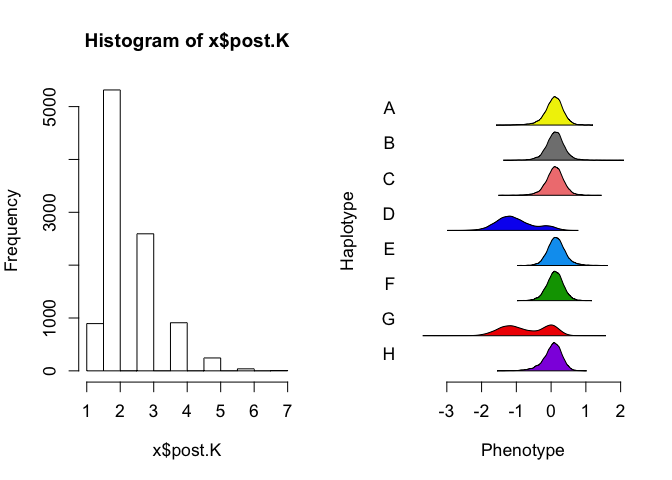 Histogram of x$post.K
Frequency
0
1000
3000
5000
1 2 3 4 5 6 7
x$post.K
Haplotype
A
B
C
D
E
F
G
H
-3 -2 -1 0 1 2
Phenotype